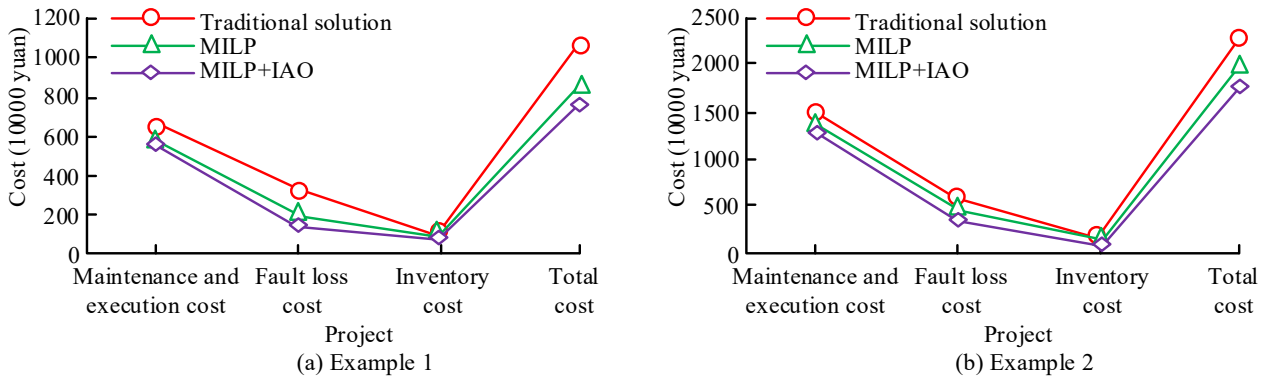 1200
1000
800
600
400
200
0
Cost (10000 yuan)
Traditional solution
MILP
MILP+IAO
Maintenance and
execution cost
Fault loss
cost
Inventory
cost
Total
cost
Project
(a) Example 1
2500
2000
1500
1000
500
0
Cost (10000 yuan)
Traditional solution
MILP
MILP+IAO
Maintenance and
execution cost
Fault loss
cost
Inventory
cost
Total
cost
Project
(b) Example 2